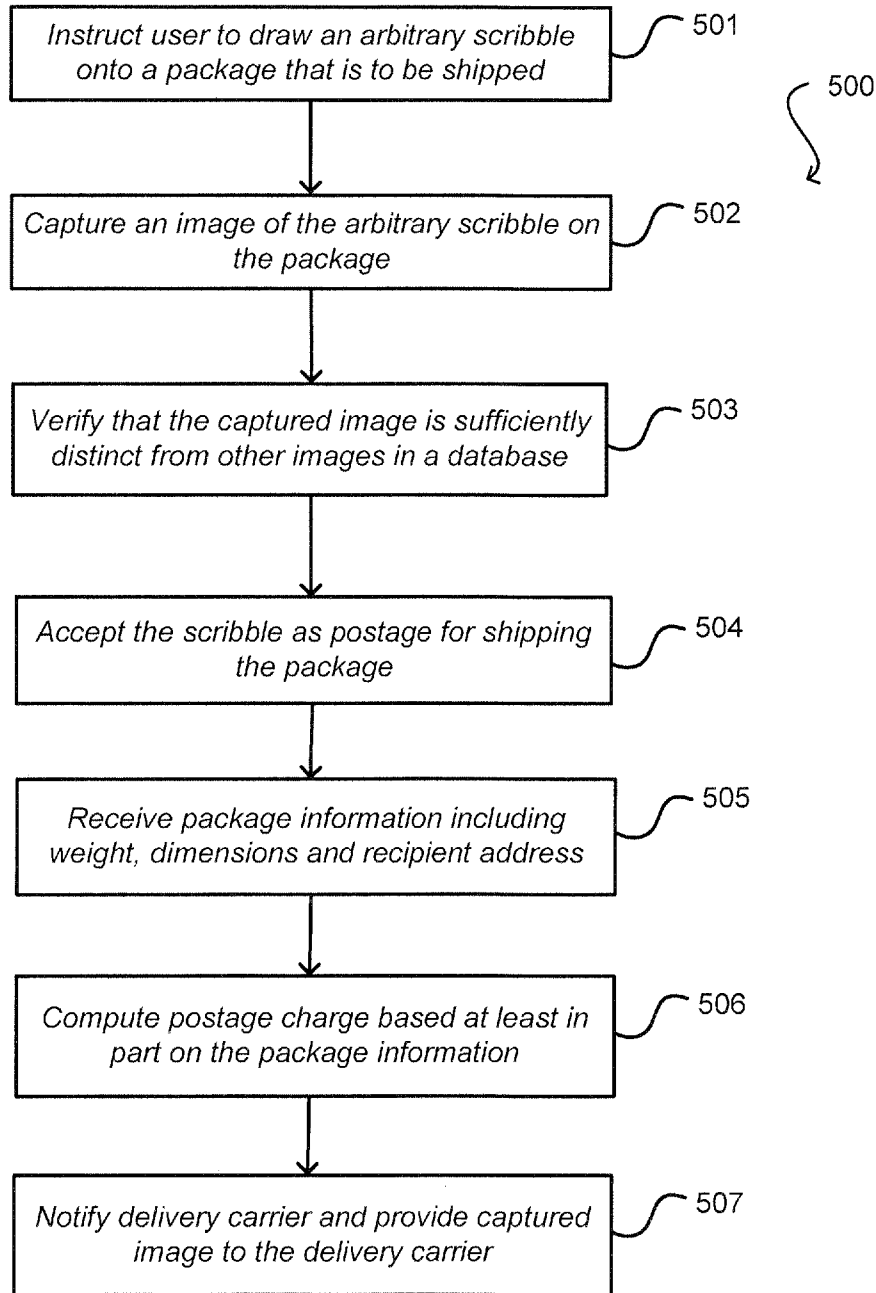 Instruct user to draw an arbitrary scribble
onto a package that is to be shipped
501
500
Capture an image of the arbitrary scribble on
the package
502
Verify that the captured image is sufficiently
distinct from other images in a database
503
Accept the scribble as postage for shipping
the package
504
Receive package information including
weight, dimensions and recipient address
505
Compute postage charge based at least in
part on the package information
506
Notify delivery carrier and provide captured
image to the delivery carrier
507